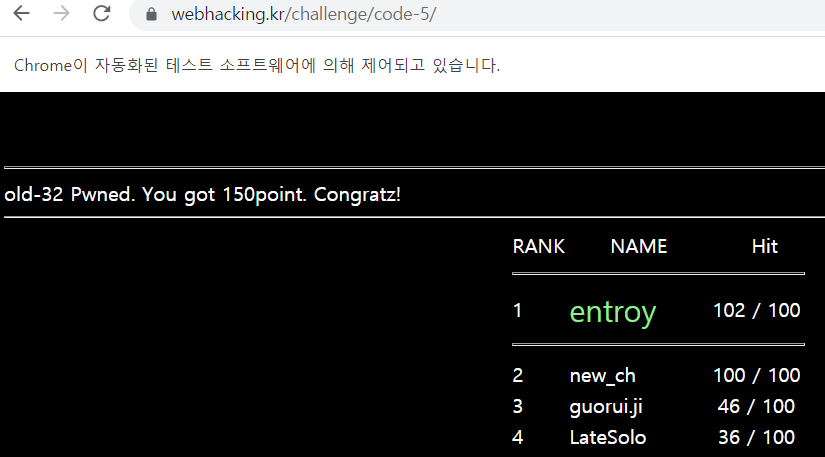 webhacking.kr/challenge/code-5/
Chrome이 자동화된 테스트 소프트웨어에 의해 제어되고 있습니다.
old-32 Pwned. You got 150point. Congratz!
RANK NAME Hit
1 entroy 102 / 100
2 new_ch 100 / 100
3 guorui.ji 46 / 100
4 LateSolo 36 / 100